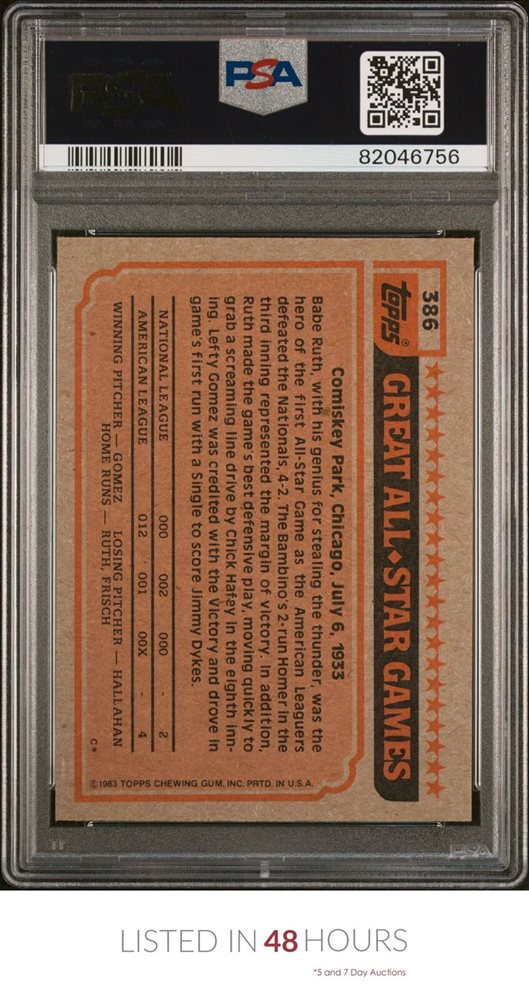 PSA
PSA
82046756
386
topps®
GREAT ALL-STAR GAMES
Comiskey Park, Chicago, July 6, 1933
Babe Ruth, with his genius for stealing the thunder, was the
hero of the first All-Star Game as the American Leaguers
defeated the Nationals, 4-2. The Bambino's 2-run Homer in the
third inning represented the margin of victory. In addition,
Ruth made the game's best defensive play, moving quickly to
grab a screaming line drive by Chick Hafey in the eighth inn-
ing. Lefty Gomez was credited with the Victory and drove in
game's first run with a Single to score Jimmy Dykes.
NATIONAL LEAGUE 000 002 000 - 2
AMERICAN LEAGUE 012 001 00X - 4
WINNING PITCHER — GOMEZ LOSING PITCHER — HALLAHAN
HOME RUNS — RUTH, FRISCH
C*
©1983 TOPPS CHEWING GUM, INC. PRTD. IN U.S.A.
PSA
LISTED IN 48 HOURS
*5 and 7 Day Auctions